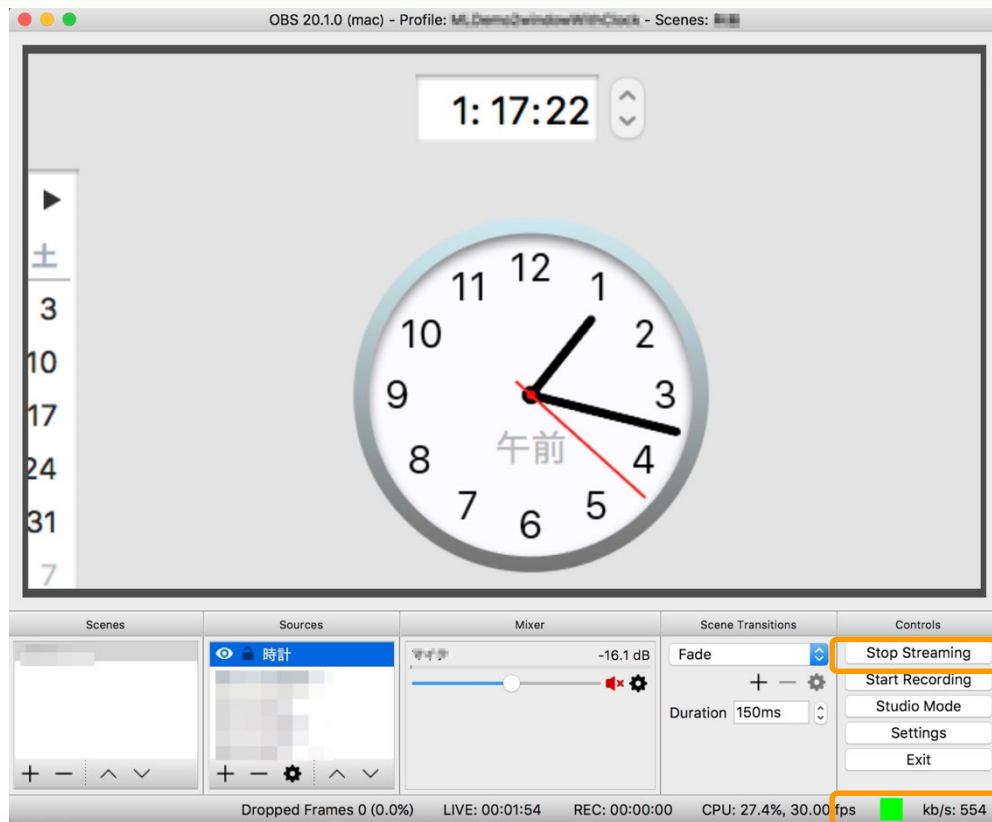 OBS 20.1.0 (mac) - Profile: - Scenes:
1: 17:22
土
3
10
17
24
31
7
12
1
2
3
4
5
6
7
8
9
10
11
午前
Scenes
Sources
Mixer
Scene Transitions
Controls
時計
-16.1 dB
Fade
Duration 150ms
Stop Streaming
Start Recording
Studio Mode
Settings
Exit
Dropped Frames 0 (0.0%) LIVE: 00:01:54 REC: 00:00:00 CPU: 27.4%, 30.00 fps kb/s: 554